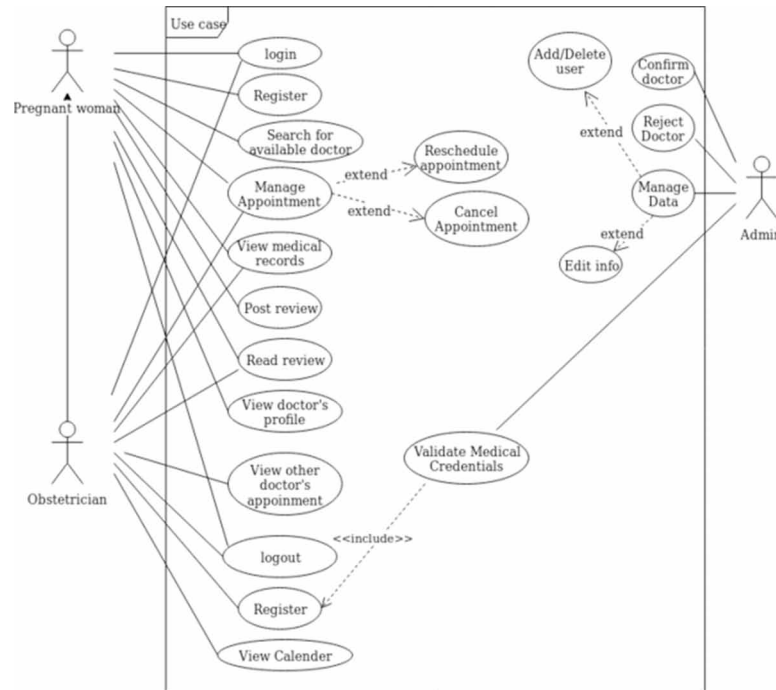 Use case
Pregnant woman
login
Register
Search for
available doctor
Manage
Appointment
extend
Reschedule
appointment
extend
Cancel
Appointment
View medical
records
Post review
Read review
View doctor's
profile
Obstetrician
View other
doctor's
appoinment
logout
Register
View Calender
<<include>>
Validate Medical
Credentials
Add/Delete
user
Confirm
doctor
extend
Reject
Doctor
Manage
Data
extend
Edit info
Admin